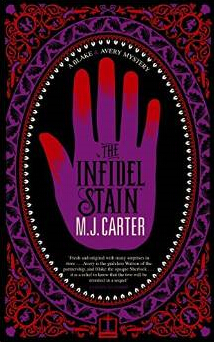 A BLAKE & AVERY MYSTERY
THE
INFIDEL
STAIN
M.J. CARTER
'Fresh and original with many surprises in
store . . . Avery is the guileless Watson of the
partnership, and Blake the opaque Sherlock . . .
it is a relief to know that the two will be
reunited in a sequel'